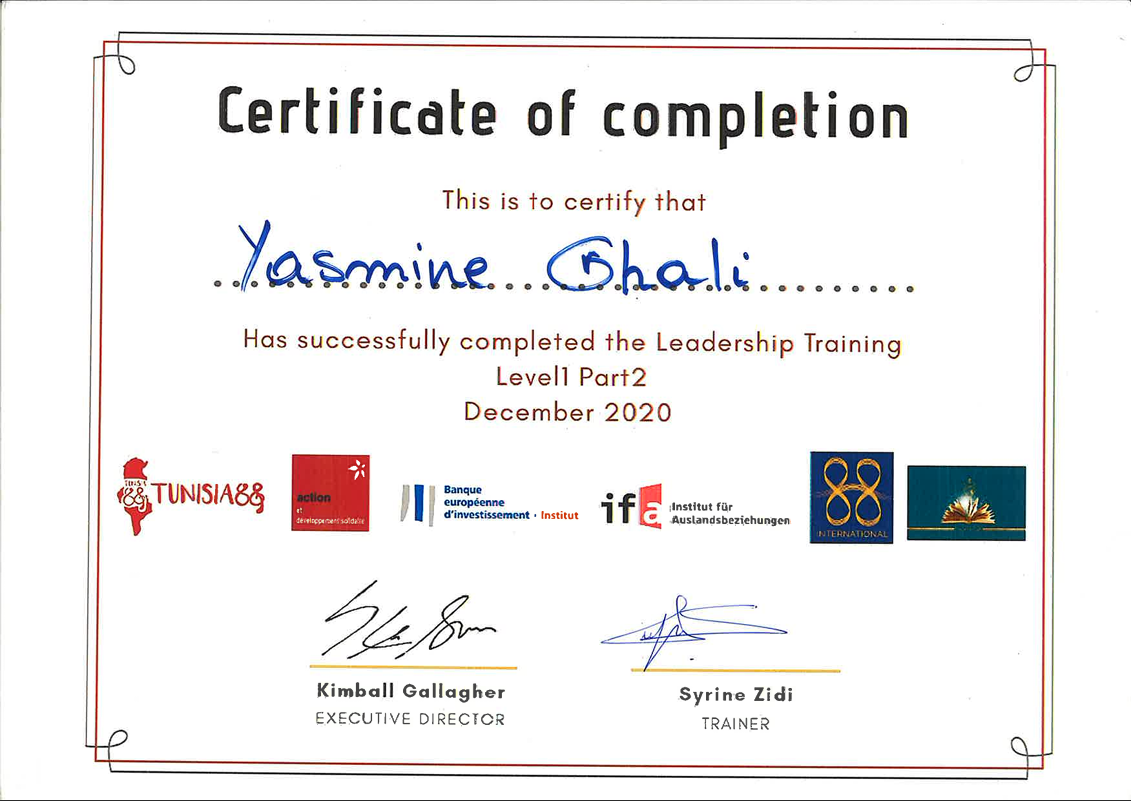 Certificate of completion
This is to certify that
Yasmine Ghali
Has successfully completed the Leadership Training
Level1 Part2
December 2020
TUNISIA
88
TUNISIA88
action
et
développement solidaire
Banque
européenne
d'investissement · Institut
ifa
Institut für
Auslandsbeziehungen
88
INTERNATIONAL
Kimball Gallagher
EXECUTIVE DIRECTOR
Syrine Zidi
TRAINER